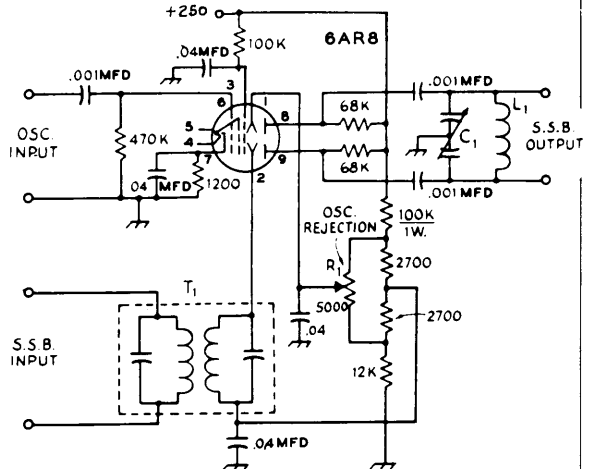 +250
100K
6AR8
.04MFD
.001MFD
3
6
1
8
68K
.001MFD
L1
5
4
7
9
68K
C1
OSC.
INPUT
470K
.04 MFD
1200
2
S.S.B.
OUTPUT
.001MFD
OSC.
REJECTION
100K
1W.
R1
2700
5000
2700
T1
.04
S.S.B.
INPUT
12K
.04MFD